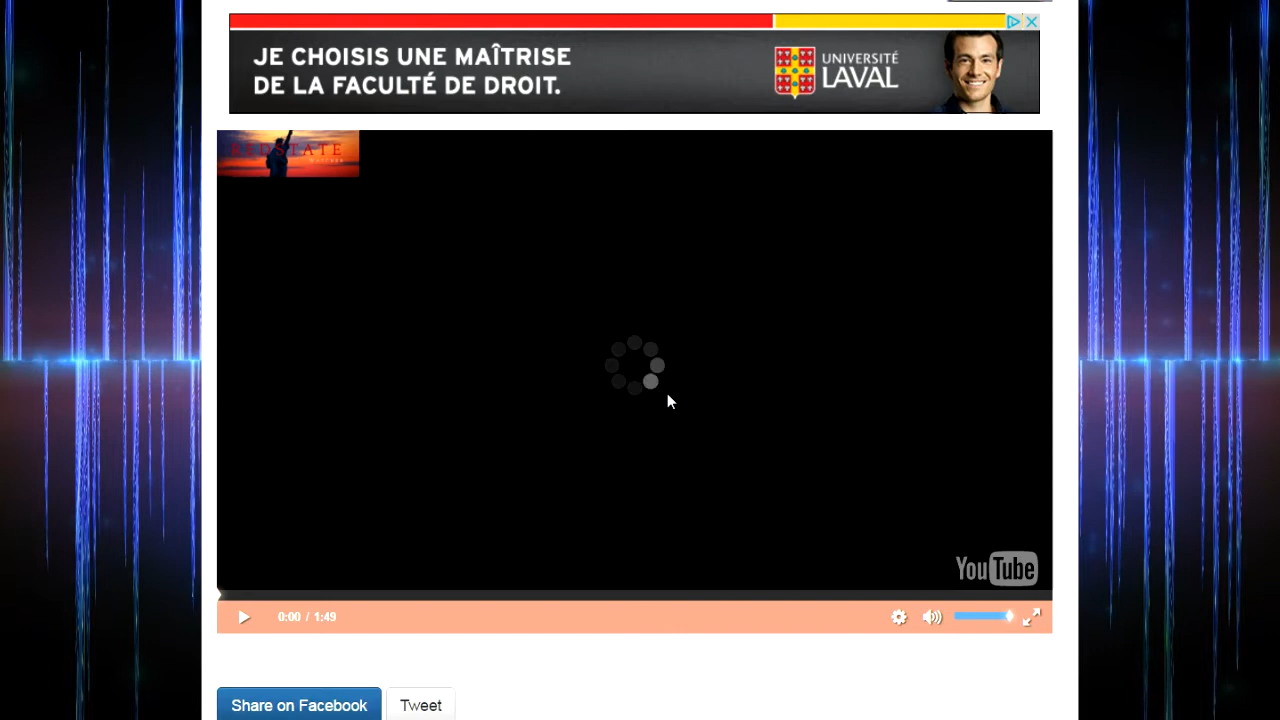 JE CHOISIS UNE MAÎTRISE
DE LA FACULTÉ DE DROIT.
UNIVERSITÉ
LAVAL
REDSTATE
YouTube
0:00 / 1:49
Share on Facebook
Tweet